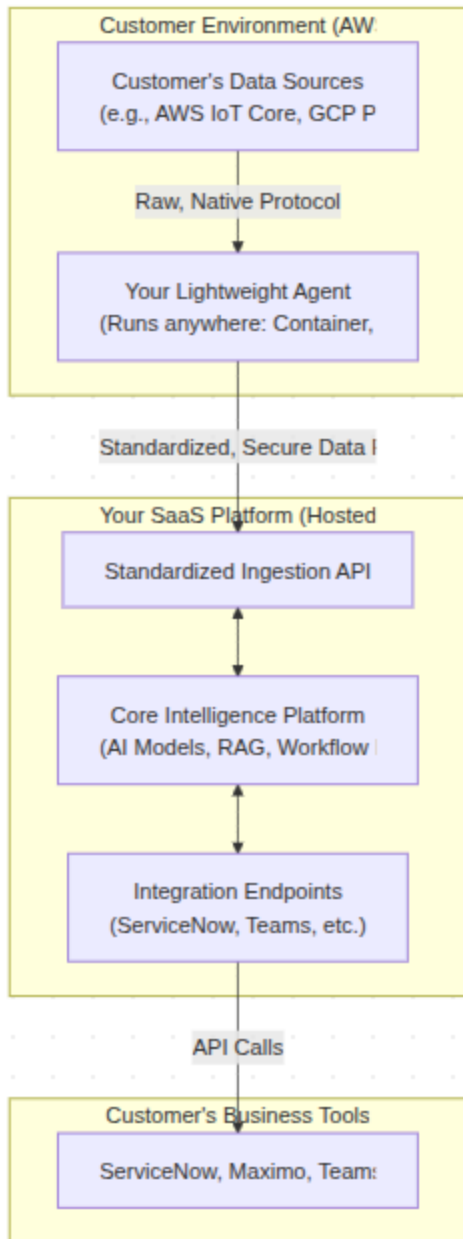 Customer Environment (AW
Customer's Data Sources
(e.g., AWS IoT Core, GCP P
Raw, Native Protocol
Your Lightweight Agent
(Runs anywhere: Container,
Standardized, Secure Data
Your SaaS Platform (Hosted
Standardized Ingestion API
Core Intelligence Platform
(AI Models, RAG, Workflow
Integration Endpoints
(ServiceNow, Teams, etc.)
API Calls
Customer's Business Tools
ServiceNow, Maximo, Teams